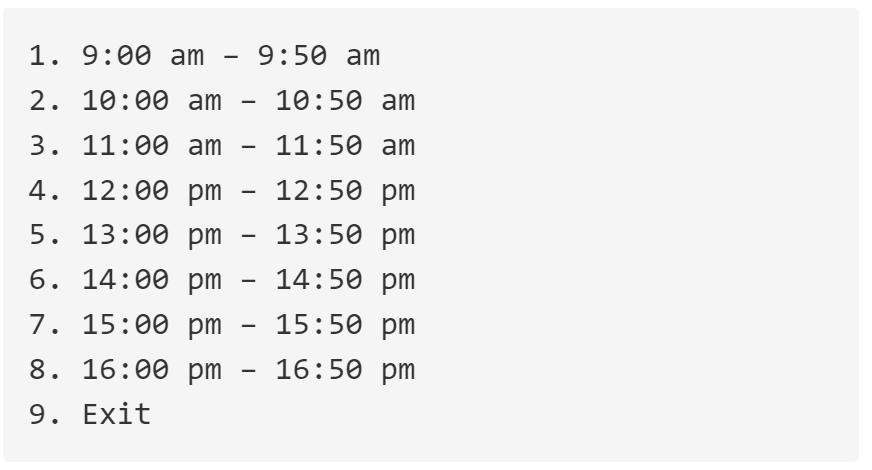 1. 9:00 am – 9:50 am
2. 10:00 am – 10:50 am
3. 11:00 am – 11:50 am
4. 12:00 pm – 12:50 pm
5. 13:00 pm – 13:50 pm
6. 14:00 pm – 14:50 pm
7. 15:00 pm – 15:50 pm
8. 16:00 pm – 16:50 pm
9. Exit